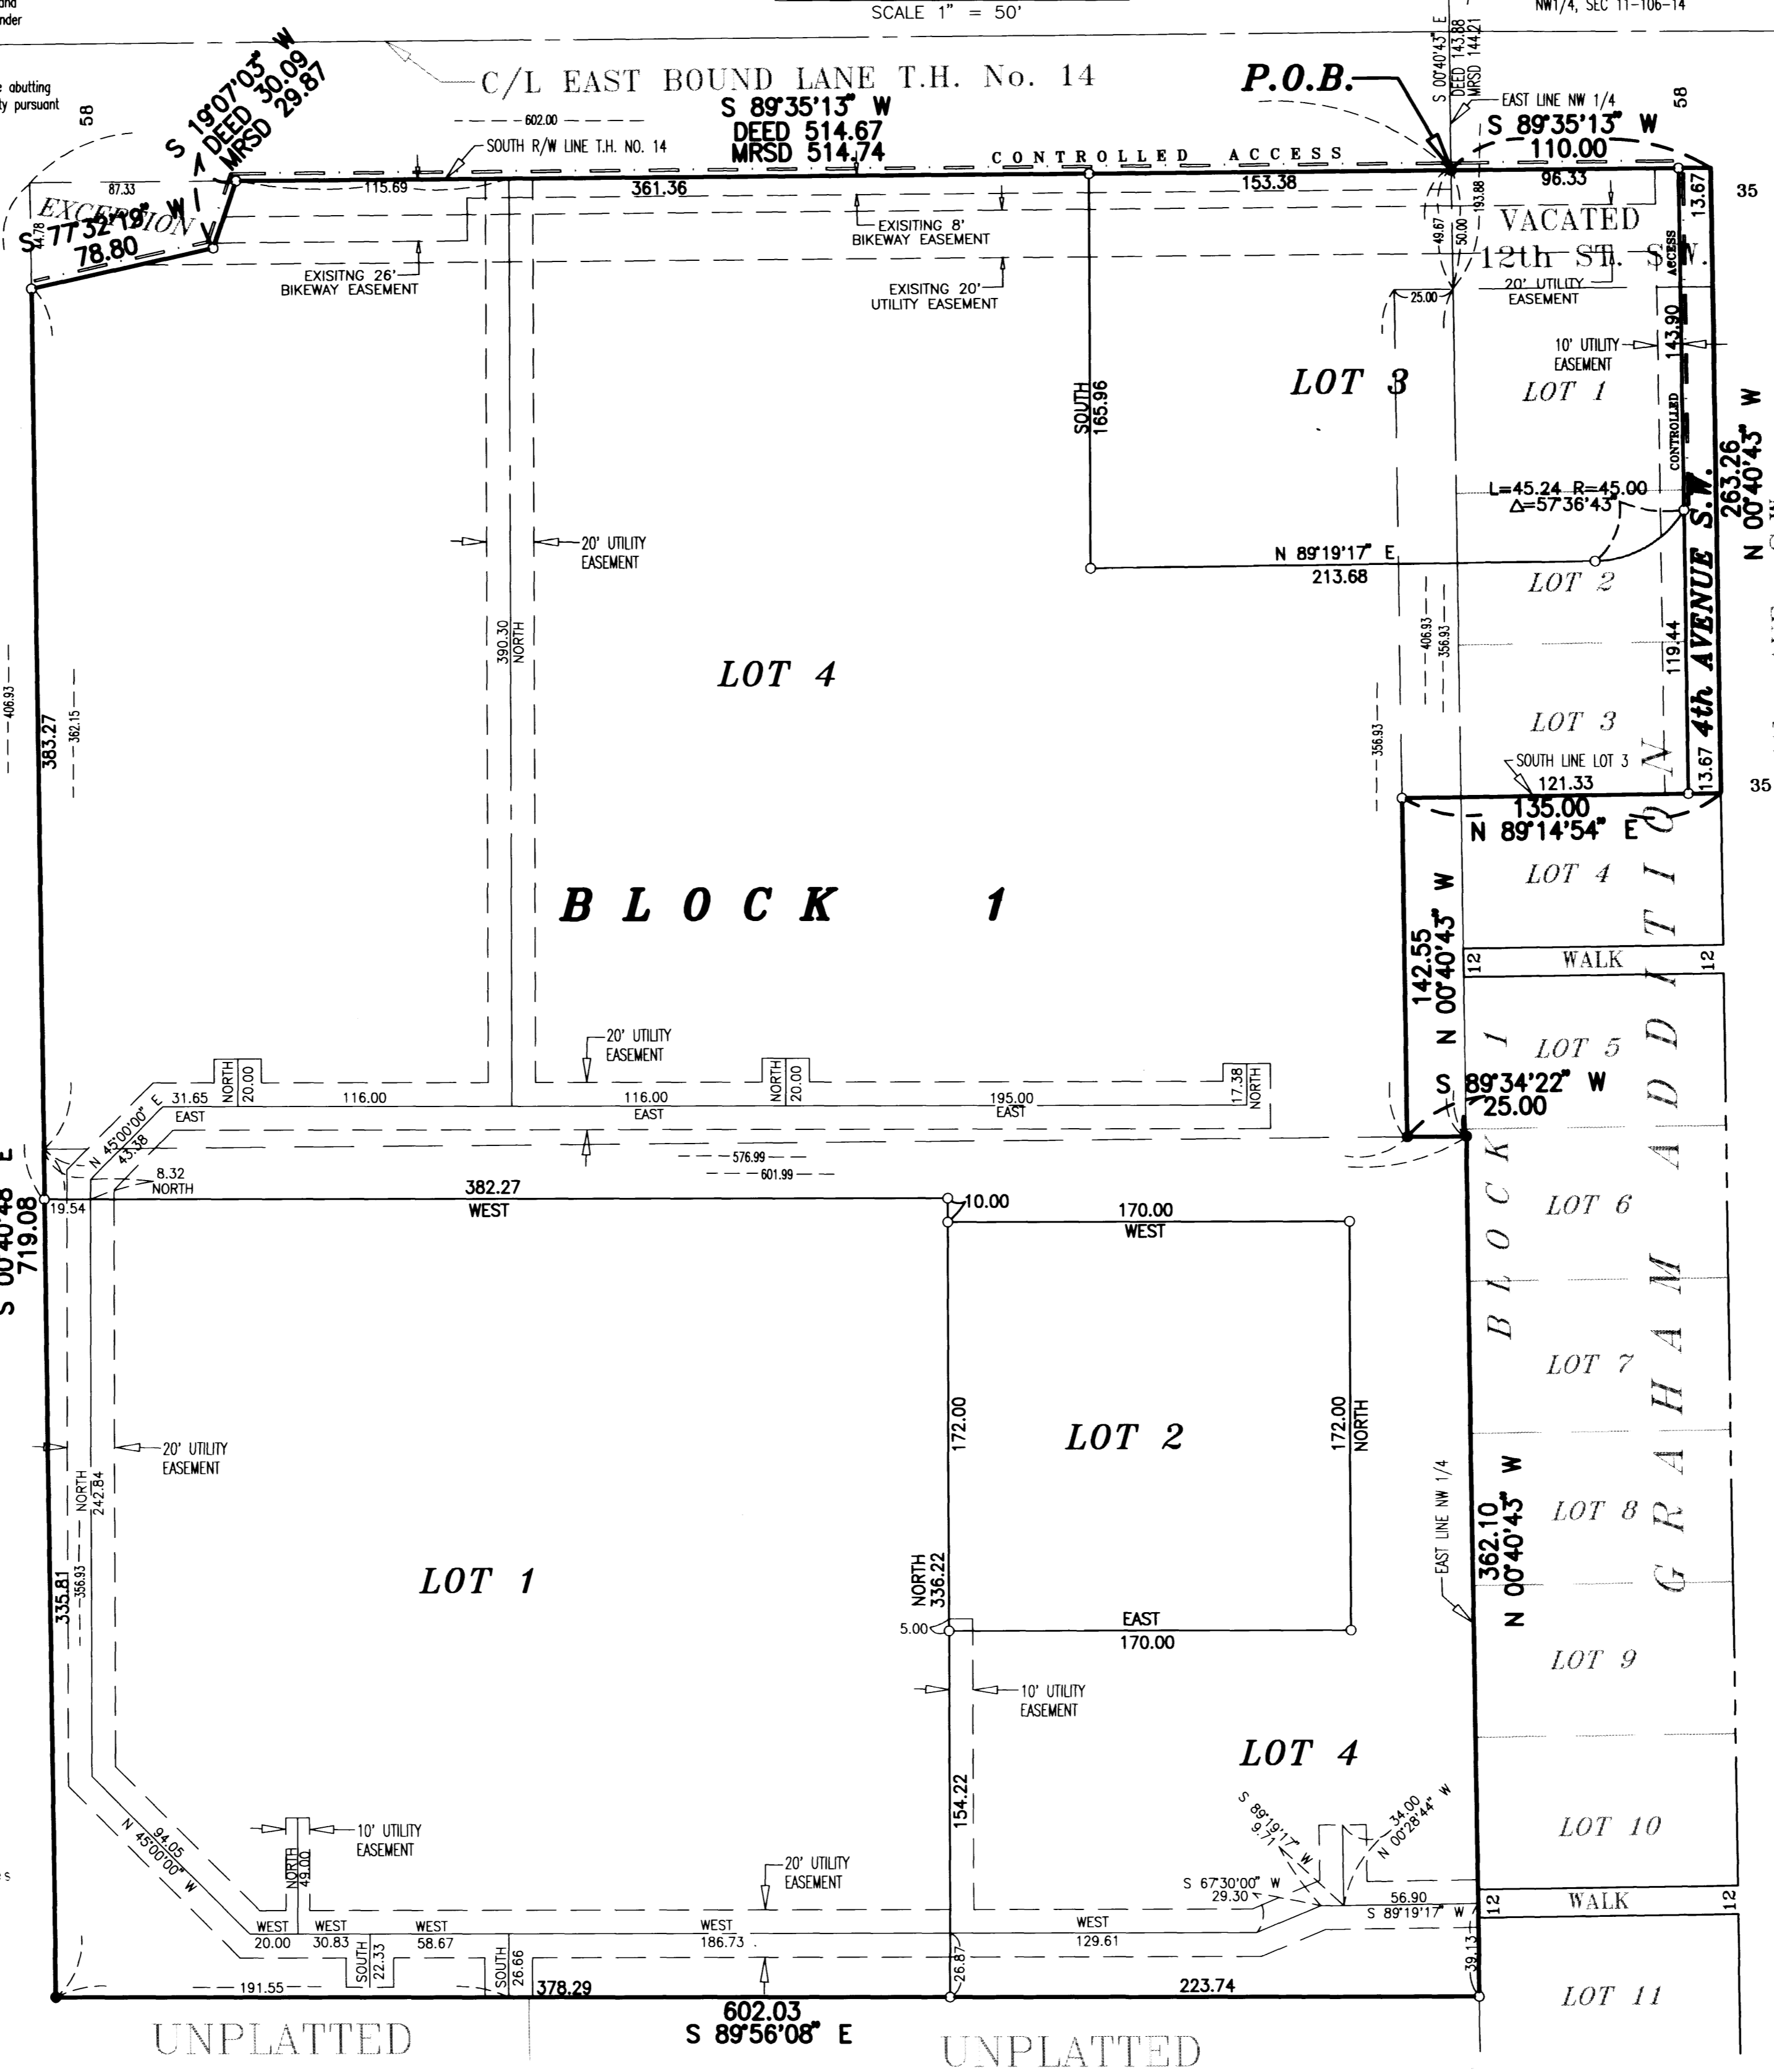 SCALE 1" = 50'
NW1/4, SEC 11-106-14
and
nder
abutting
ty pursuant
58
S 19°07'03" W
DEED 30.09
MRSD 29.87
C/L EAST BOUND LANE T.H. No. 14
602.00
SOUTH R/W LINE T.H. NO. 14
S 89°35'13" W
DEED 514.67
MRSD 514.74
CONTROLLED ACCESS
P.O.B.
S 00°40'43" E
DEED 143.88
MRSD 144.21
EAST LINE NW 1/4
58
S 89°35'13" W
110.00
87.33
115.69
361.36
153.38
96.33
13.67
35
EXCEPTION
44.78
S 77°32'19" W
78.80
EXISITNG 26'
BIKEWAY EASEMENT
EXISITING 8'
BIKEWAY EASEMENT
EXISITNG 20'
UTILITY EASEMENT
49.67
50.00
193.88
VACATED
12th ST. S.W.
20' UTILITY
EASEMENT
25.00
10' UTILITY
EASEMENT
143.90
CONTROLLED
ACCESS
LOT 3
LOT 1
SOUTH
165.96
L=45.24 R=45.00
Δ=57°36'43"
N 89°19'17" E
213.68
LOT 2
263.26
N 00°40'43" W
4th AVENUE S.W.
119.44
20' UTILITY
EASEMENT
390.30
NORTH
LOT 4
406.93
356.93
356.93
LOT 3
SOUTH LINE LOT 3
121.33
13.67
35
135.00
N 89°14'54" E
406.93
383.27
362.15
BLOCK 1
142.55
N 00°40'43" W
LOT 4
12
WALK
12
LOT 5
S 89°34'22" W
25.00
20' UTILITY
EASEMENT
NORTH
20.00
NORTH
20.00
17.38
NORTH
31.65
EAST
116.00
116.00
EAST
195.00
EAST
N 45°00'00" E
43.38
8.32
NORTH
576.99
601.99
19.54
382.27
WEST
10.00
170.00
WEST
S 00°40'48" E
719.08
LOT 6
BLOCK 1
GRAHAM ADDITION
LOT 7
172.00
LOT 2
172.00
NORTH
20' UTILITY
EASEMENT
NORTH
242.84
356.93
335.81
LOT 1
NORTH
336.22
5.00
EAST
170.00
EAST LINE NW 1/4
362.10
N 00°40'43" W
LOT 8
LOT 9
10' UTILITY
EASEMENT
LOT 4
154.22
LOT 10
94.05
N 45°00'00" W
10' UTILITY
EASEMENT
NORTH
49.00
20' UTILITY
EASEMENT
S 89°19'17" W
9.71
34.00
N 00°28'44" W
S 67°30'00" W
29.30
56.90
S 89°19'17" W
12
WALK
12
WEST
20.00
WEST
30.83
WEST
58.67
WEST
186.73
WEST
129.61
SOUTH
22.33
SOUTH
26.66
26.87
39.13
191.55
378.29
223.74
602.03
S 89°56'08" E
LOT 11
UNPLATTED
UNPLATTED